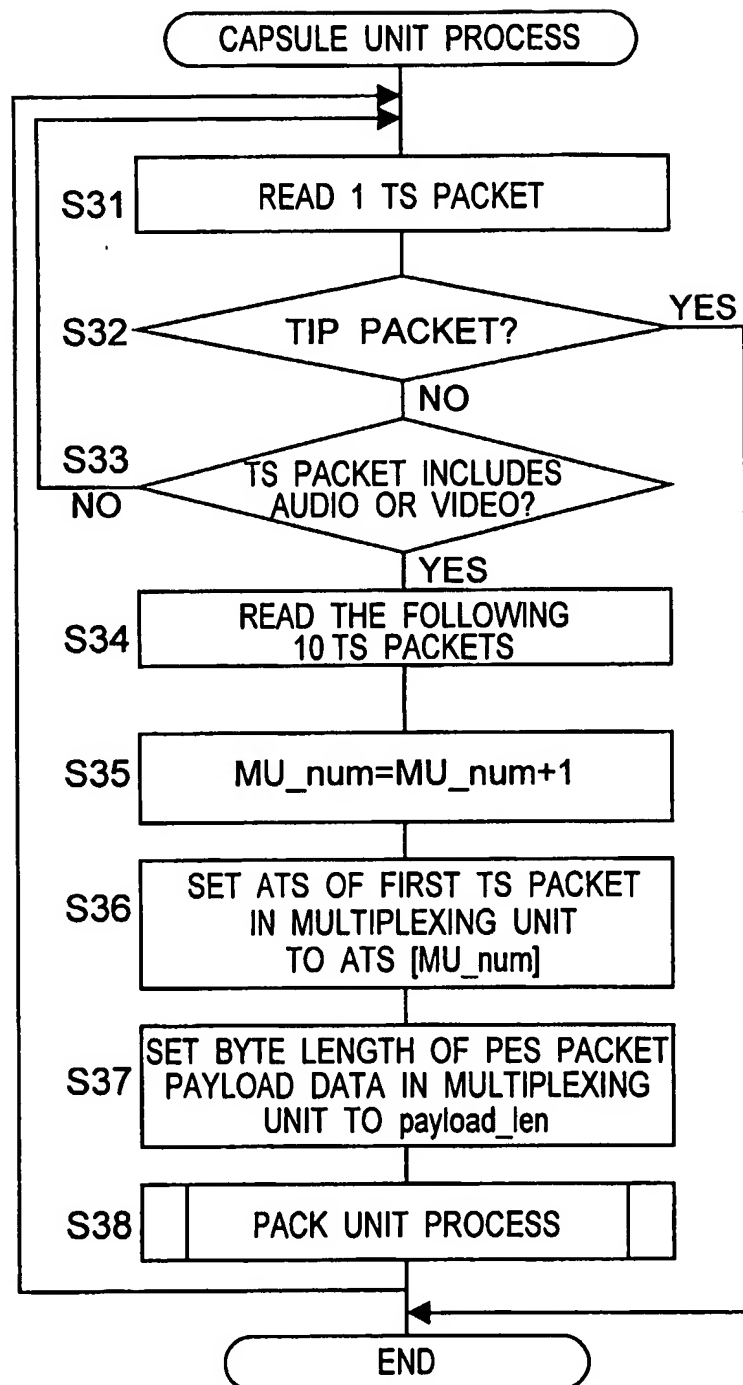 CAPSULE UNIT PROCESS
S31
READ 1 TS PACKET
S32
TIP PACKET?
YES
NO
S33
TS PACKET INCLUDES
AUDIO OR VIDEO?
NO
YES
S34
READ THE FOLLOWING
10 TS PACKETS
S35
MU_num=MU_num+1
S36
SET ATS OF FIRST TS PACKET
IN MULTIPLEXING UNIT
TO ATS [MU_num]
S37
SET BYTE LENGTH OF PES PACKET
PAYLOAD DATA IN MULTIPLEXING
UNIT TO payload_len
S38
PACK UNIT PROCESS
END